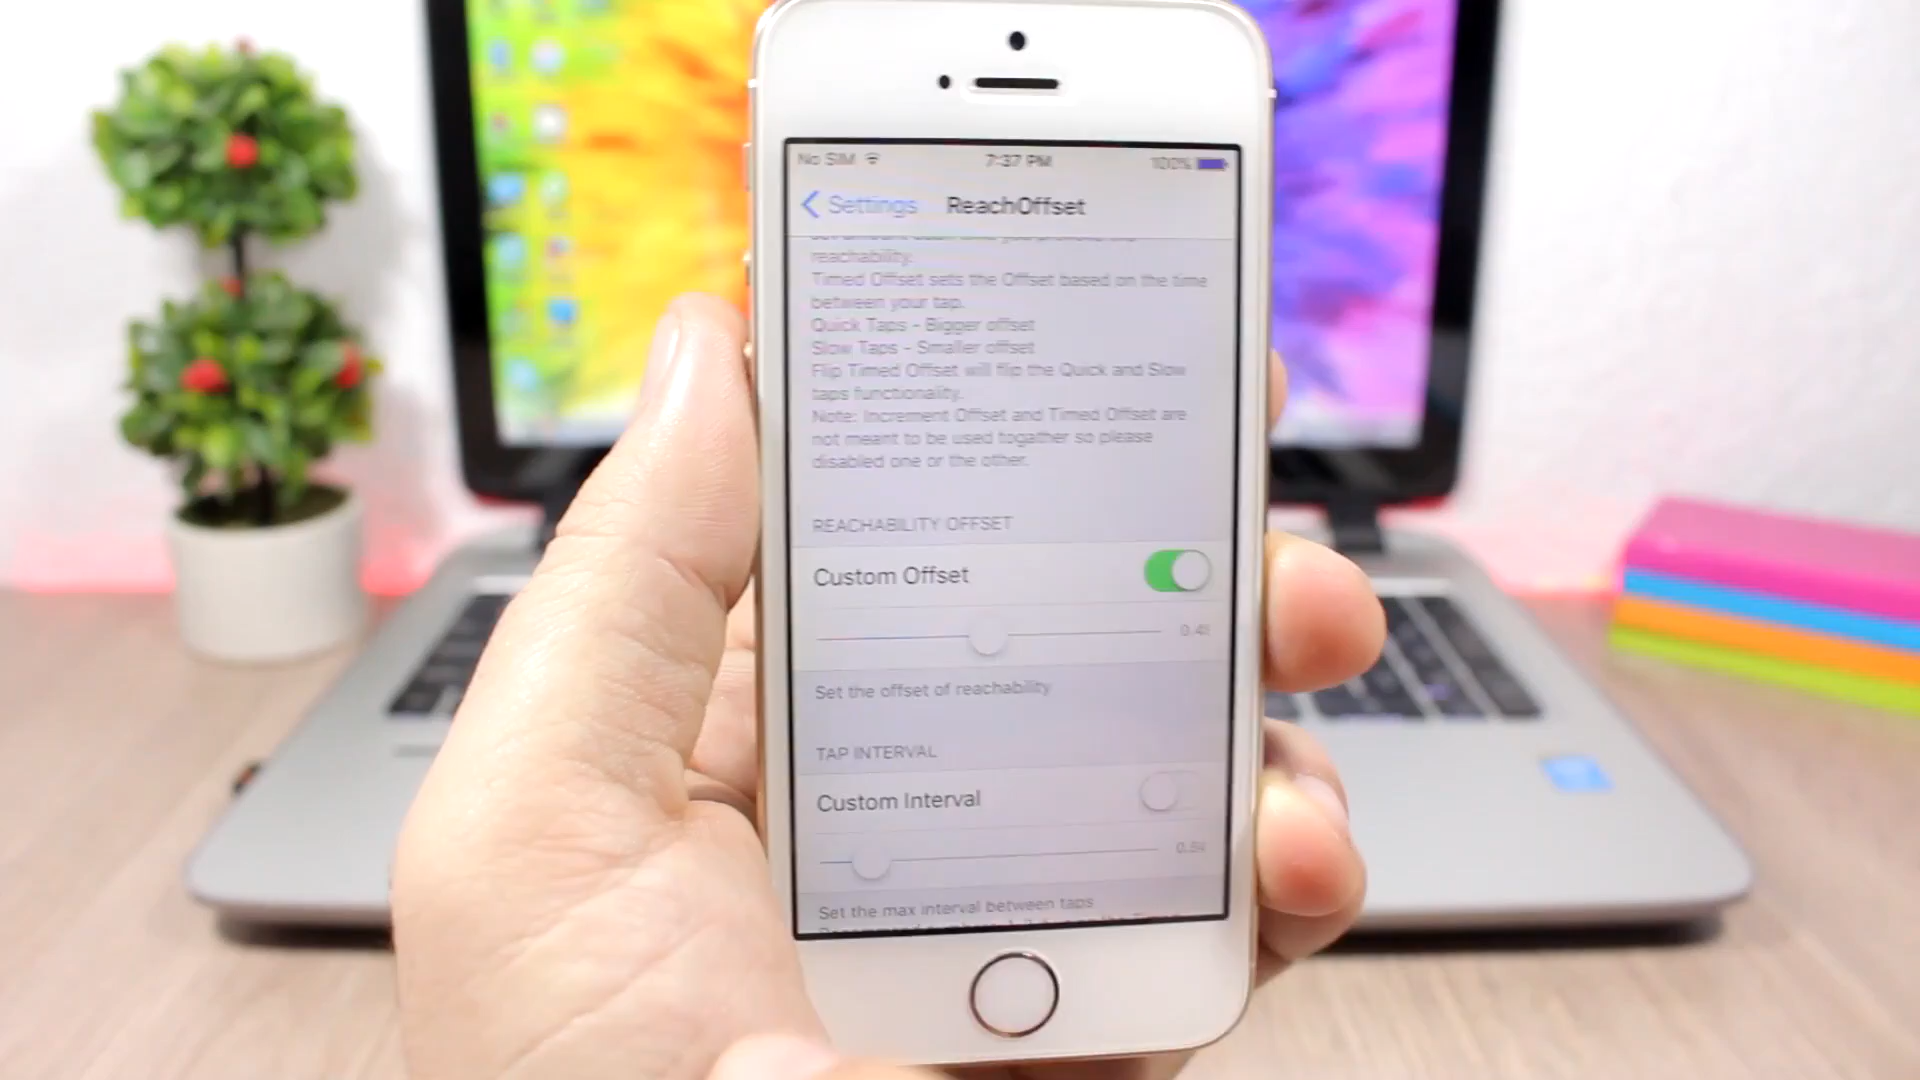 No SIM 7:37 PM 100%
Settings ReachOffset
reachability.
Timed Offset sets the Offset based on the time
between your tap.
Quick Taps - Bigger offset
Slow Taps - Smaller offset
Flip Timed Offset will flip the Quick and Slow
taps functionality.
Note: Increment Offset and Timed Offset are
not meant to be used togather so please
disabled one or the other.
REACHABILITY OFFSET
Custom Offset
Set the offset of reachability
TAP INTERVAL
Custom Interval
Set the max interval between taps